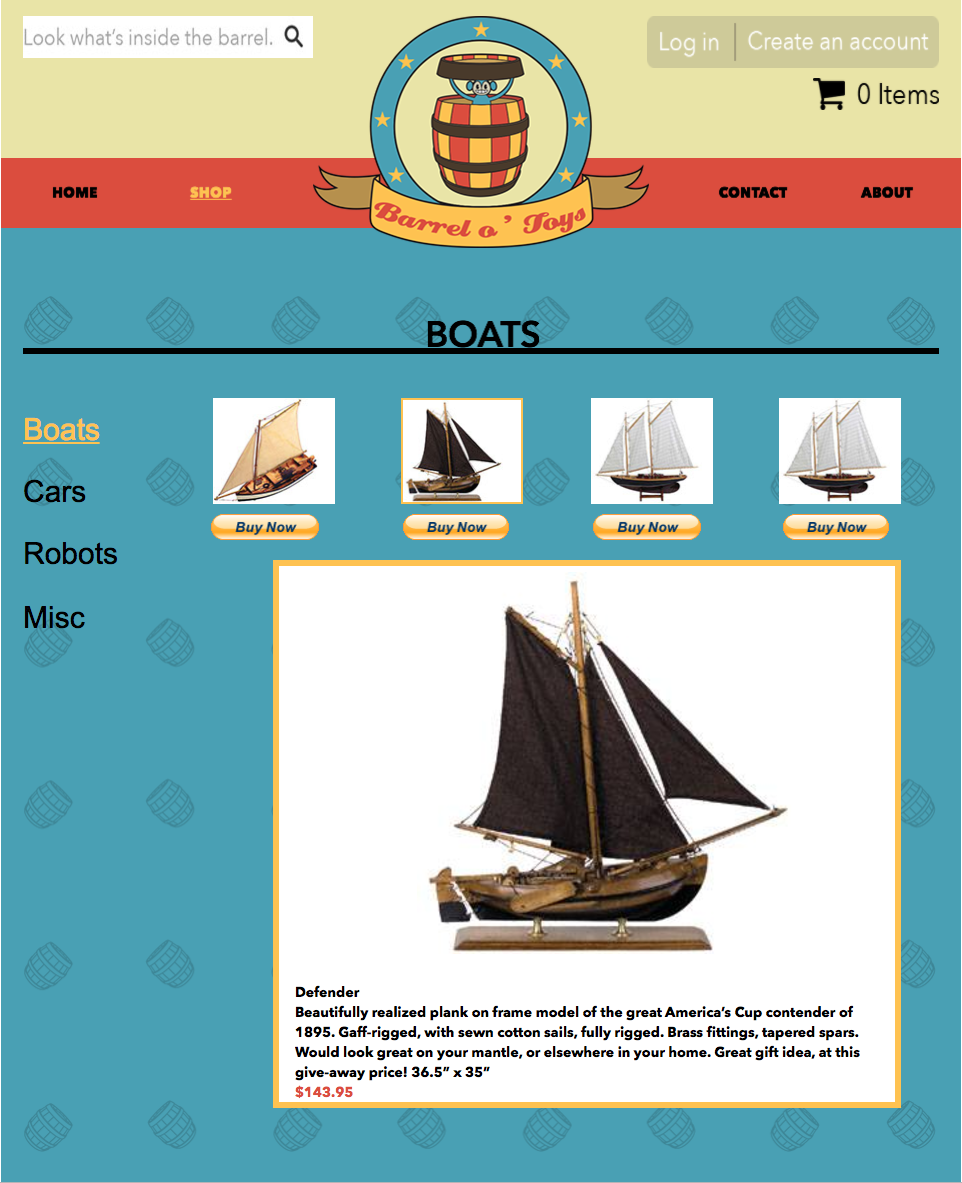 Look what's inside the barrel.
Log in
Create an account
0 Items
HOME
SHOP
CONTACT
ABOUT
Barrel o' Toys
BOATS
Boats
Cars
Robots
Misc
Buy Now
Buy Now
Buy Now
Buy Now
Defender
Beautifully realized plank on frame model of the great America's Cup contender of
1895. Gaff-rigged, with sewn cotton sails, fully rigged. Brass fittings, tapered spars.
Would look great on your mantle, or elsewhere in your home. Great gift idea, at this
give-away price! 36.5" x 35"
$143.95